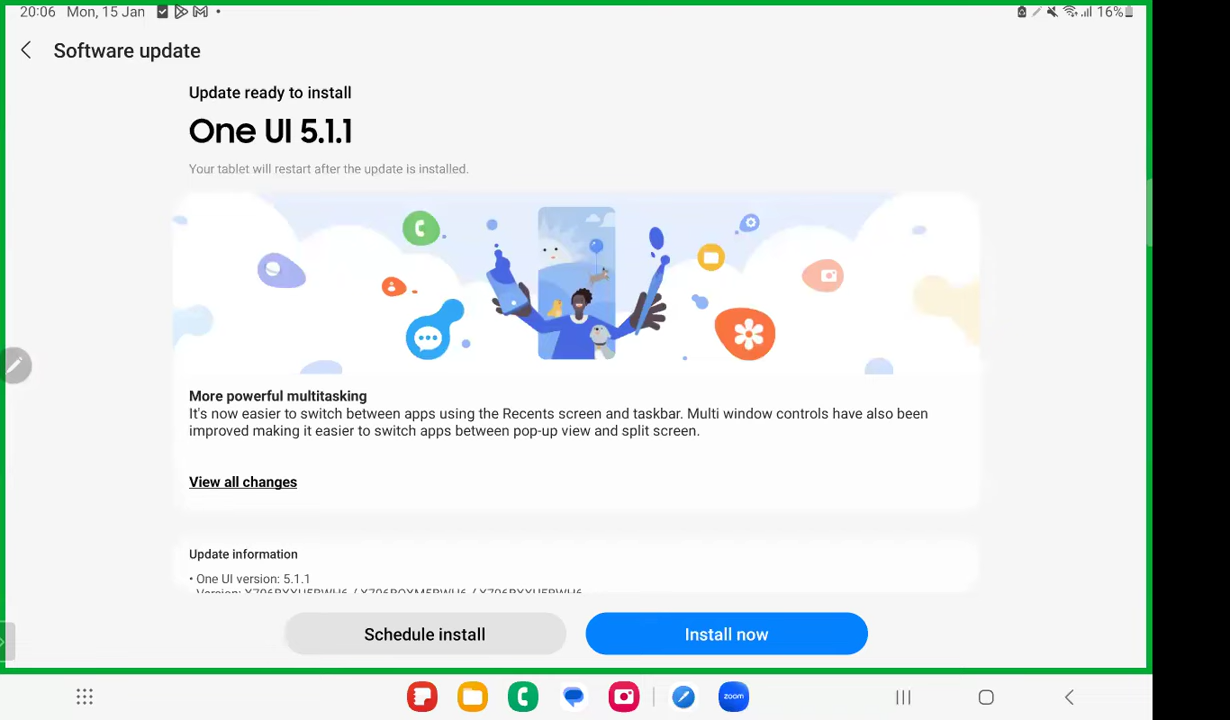 20:06 Mon, 15 Jan
16%
Software update
Update ready to install
One UI 5.1.1
Your tablet will restart after the update is installed.
More powerful multitasking
It's now easier to switch between apps using the Recents screen and taskbar. Multi window controls have also been
improved making it easier to switch apps between pop-up view and split screen.
View all changes
Update information
• One UI version: 5.1.1
Schedule install
Install now
zoom